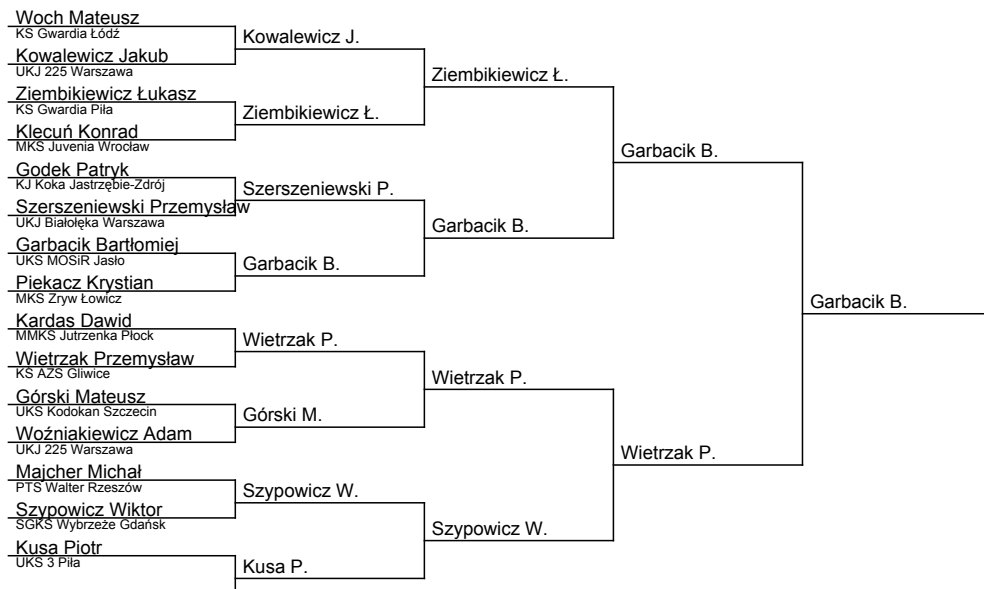 Woch Mateusz
KS Gwardia Łódź
Kowalewicz J.
Kowalewicz Jakub
UKJ 225 Warszawa
Ziembikiewicz Ł.
Ziembikiewicz Łukasz
KS Gwardia Piła
Ziembikiewicz Ł.
Klecuń Konrad
MKS Juvenia Wrocław
Garbacik B.
Godek Patryk
KJ Koka Jastrzębie-Zdrój
Szerszeniewski P.
Szerszeniewski Przemysław
UKJ Białołęka Warszawa
Garbacik B.
Garbacik Bartłomiej
UKS MOSiR Jasło
Garbacik B.
Piekacz Krystian
MKS Zryw Łowicz
Garbacik B.
Kardas Dawid
MMKS Jutrzenka Płock
Wietrzak P.
Wietrzak Przemysław
KS AZS Gliwice
Wietrzak P.
Górski Mateusz
UKS Kodokan Szczecin
Górski M.
Woźniakiewicz Adam
UKJ 225 Warszawa
Wietrzak P.
Majcher Michał
PTS Walter Rzeszów
Szypowicz W.
Szypowicz Wiktor
SGKS Wybrzeże Gdańsk
Szypowicz W.
Kusa Piotr
UKS 3 Piła
Kusa P.